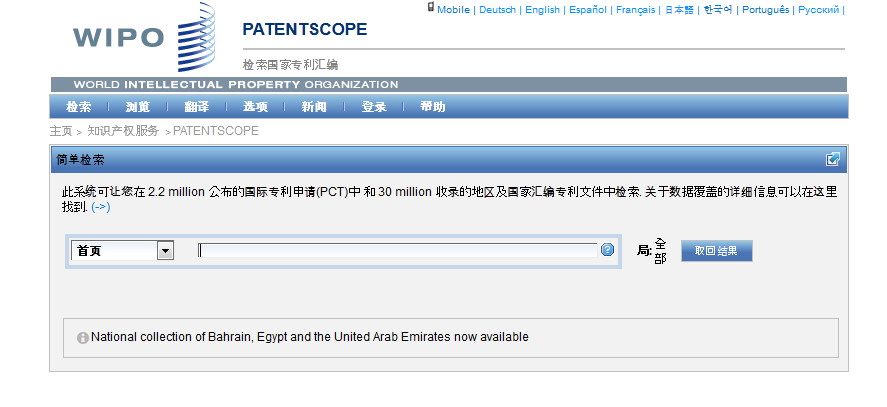 Mobile | Deutsch | English | Español | Français | 日本語 | 한국어 | Português | Русский |
WIPO
PATENTSCOPE
检索国家专利汇编
WORLD INTELLECTUAL PROPERTY ORGANIZATION
检索 | 浏览 | 翻译 | 选项 | 新闻 | 登录 | 帮助
主页 > 知识产权服务 > PATENTSCOPE
简单检索
此系统可让您在 2.2 million 公布的国际专利申请(PCT)中 和 30 million 收录的地区及国家汇编专利文件中检索. 关于数据覆盖的详细信息可以在这里
找到. (->)
首页 ? 局: 全
部 取回结果
National collection of Bahrain, Egypt and the United Arab Emirates now available